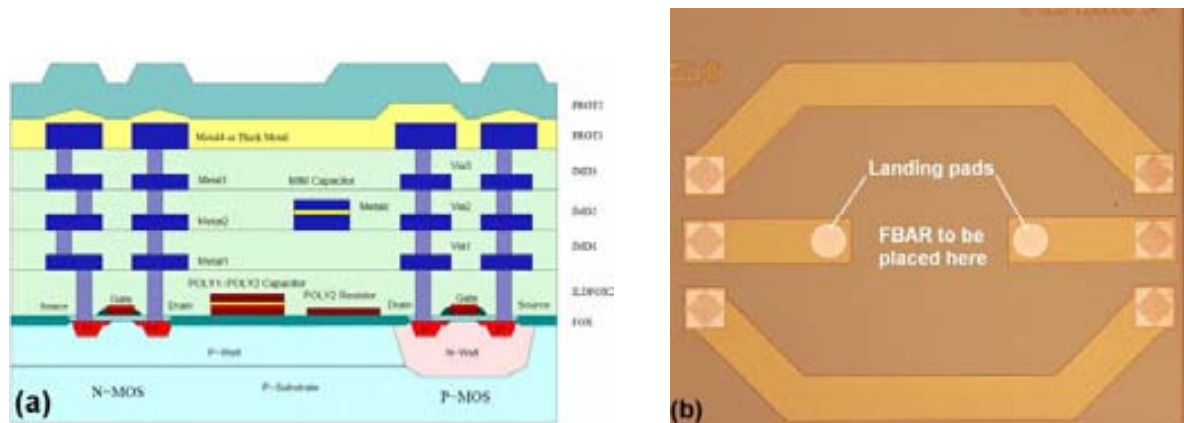 PROT2
Metal4 or Thick Metal
PROT1
Via3
IMD3
Metal3
MIM Capacitor
Via2
IMD2
Metal2
Via1
IMD1
Metal1
POLY1-POLY2 Capacitor
POLY2 Resistor
Source Gate Drain Drain Gate Source
FOX
P-Well N-Well
P-Substrate
N-MOS P-MOS
(a)
Landing pads
FBAR to be
placed here
(b)